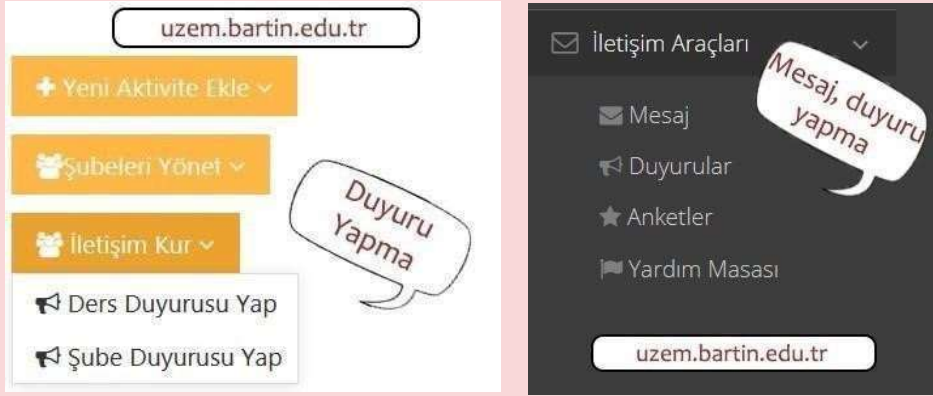 uzem.bartin.edu.tr
Yeni Aktivite Ekle
Şubeleri Yönet
İletişim Kur
Ders Duyurusu Yap
Şube Duyurusu Yap
Duyuru
Yapma
İletişim Araçları
Mesaj
Duyurular
Anketler
Yardım Masası
Mesaj, duyuru
yapma
uzem.bartin.edu.tr